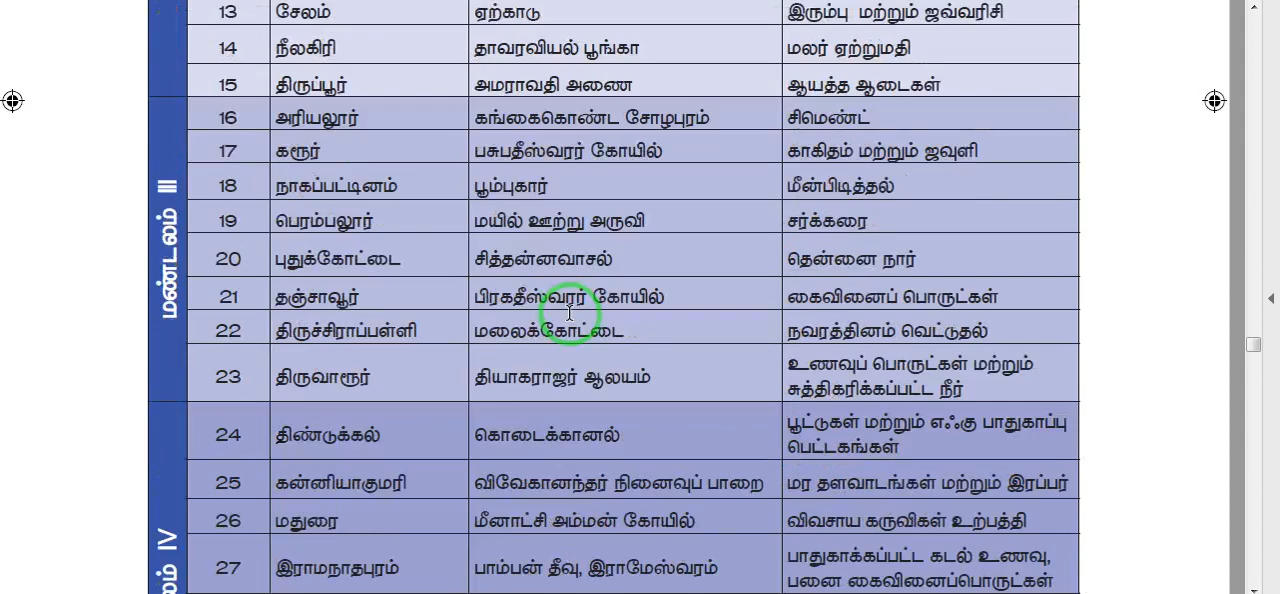 13 சேலம் ஏற்காடு இரும்பு மற்றும் ஜவ்வரிசி
14 நீலகிரி தாவரவியல் பூங்கா மலர் ஏற்றுமதி
15 திருப்பூர் அமராவதி அணை ஆயத்த ஆடைகள்
மண்டலம் III
16 அரியலூர் கங்கைகொண்ட சோழபுரம் சிமெண்ட்
17 கரூர் பசுபதீஸ்வரர் கோயில் காகிதம் மற்றும் ஜவுளி
18 நாகப்பட்டினம் பூம்புகார் மீன்பிடித்தல்
19 பெரம்பலூர் மயில் ஊற்று அருவி சர்க்கரை
20 புதுக்கோட்டை சித்தன்னவாசல் தென்னை நார்
21 தஞ்சாவூர் பிரகதீஸ்வரர் கோயில் கைவினைப் பொருட்கள்
22 திருச்சிராப்பள்ளி மலைக்கோட்டை நவரத்தினம் வெட்டுதல்
23 திருவாரூர் தியாகராஜர் ஆலயம் உணவுப் பொருட்கள் மற்றும்
சுத்திகரிக்கப்பட்ட நீர்
லம் IV
24 திண்டுக்கல் கொடைக்கானல் பூட்டுகள் மற்றும் எஃகு பாதுகாப்பு
பெட்டகங்கள்
25 கன்னியாகுமரி விவேகானந்தர் நினைவுப் பாறை மர தளவாடங்கள் மற்றும் இரப்பர்
26 மதுரை மீனாட்சி அம்மன் கோயில் விவசாய கருவிகள் உற்பத்தி
27 இராமநாதபுரம் பாம்பன் தீவு, இராமேஸ்வரம் பாதுகாக்கப்பட்ட கடல் உணவு,
பனை கைவினைப்பொருட்கள்